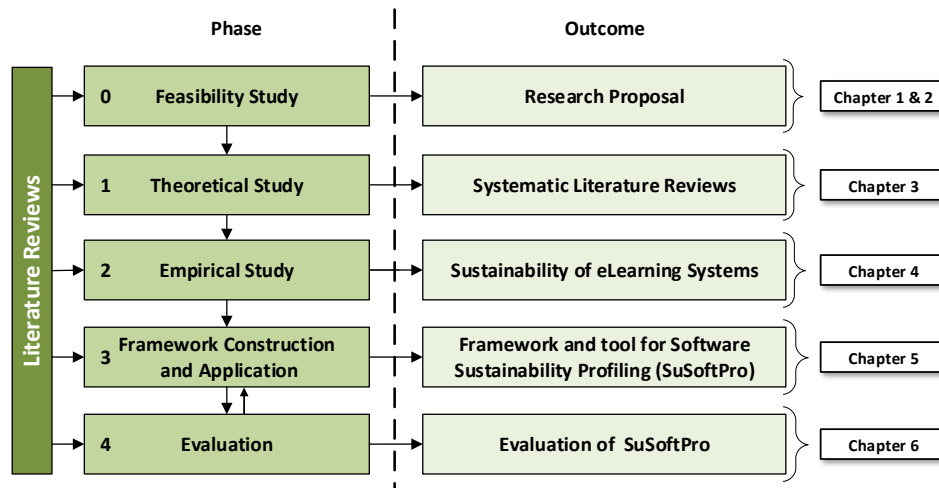 Phase
Outcome
Literature Reviews
0 Feasibility Study
Research Proposal
Chapter 1 & 2
1 Theoretical Study
Systematic Literature Reviews
Chapter 3
2 Empirical Study
Sustainability of eLearning Systems
Chapter 4
3 Framework Construction
and Application
Framework and tool for Software
Sustainability Profiling (SuSoftPro)
Chapter 5
4 Evaluation
Evaluation of SuSoftPro
Chapter 6